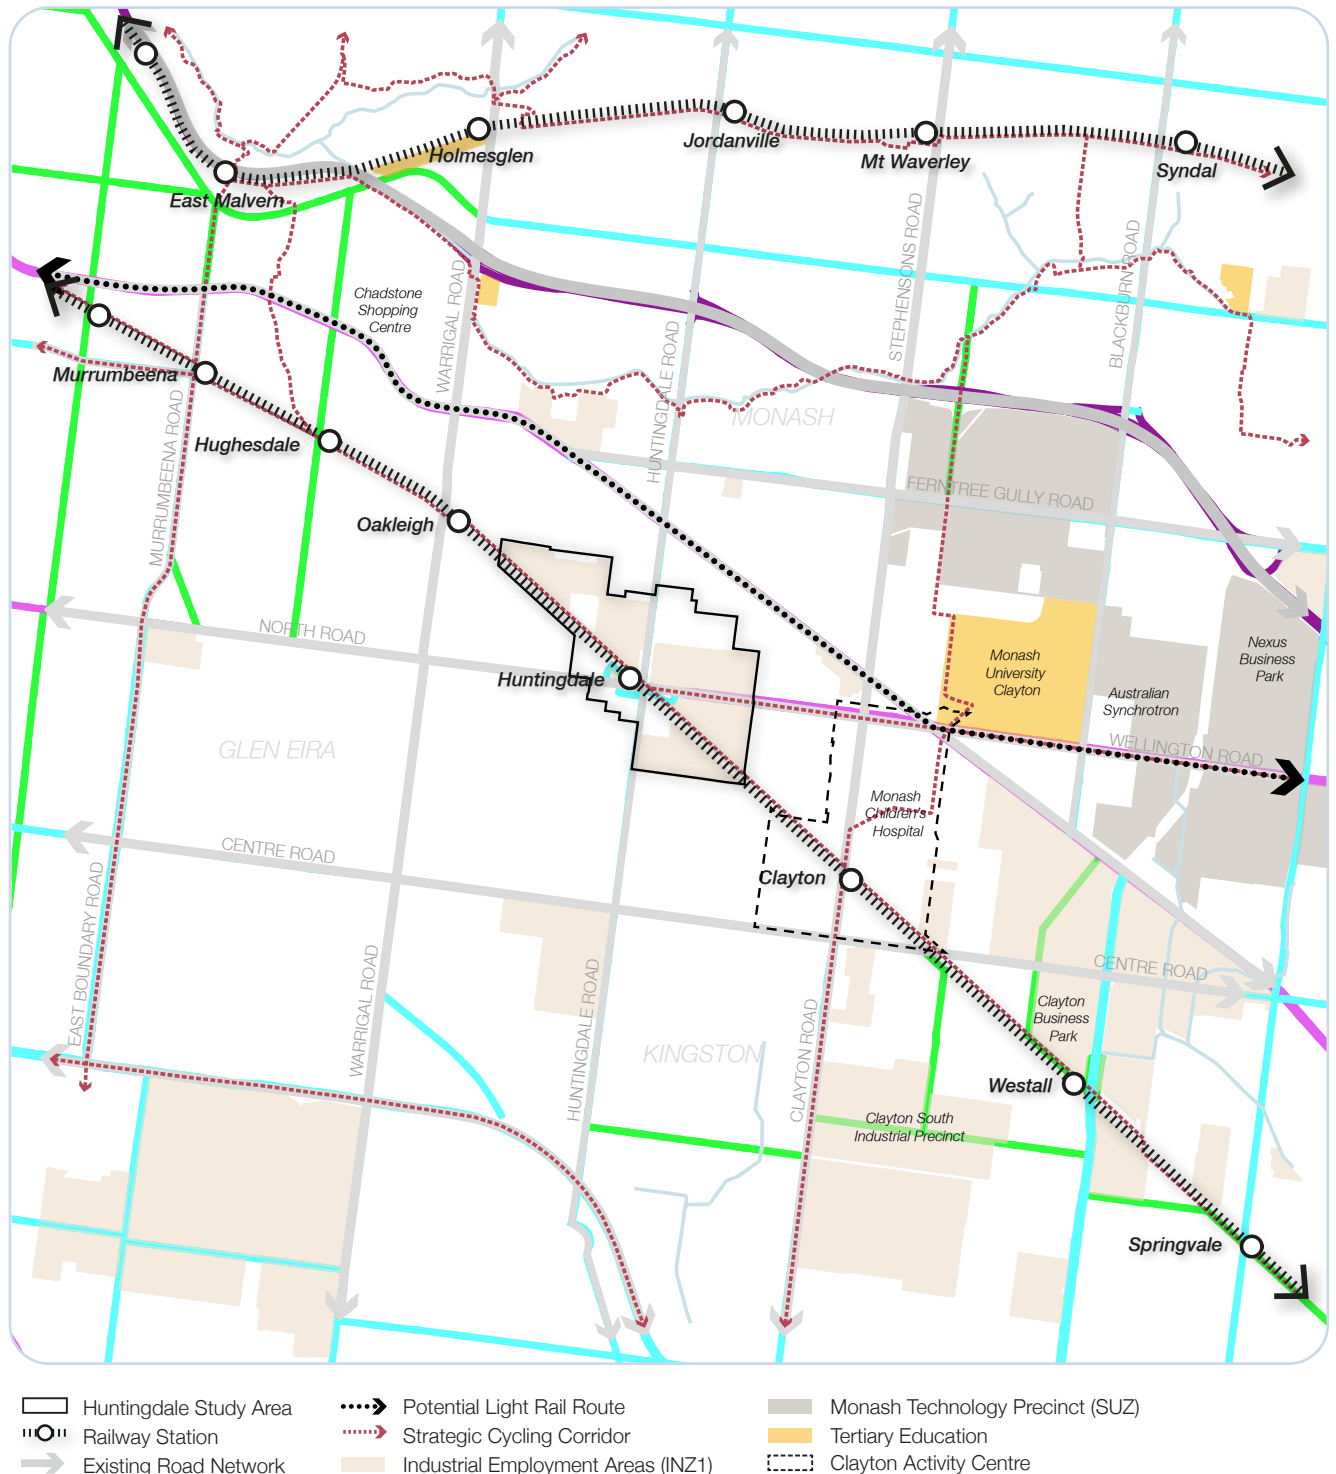 Holmesglen
Jordanville
Mt Waverley
Syndal
East Malvern
Chadstone
Shopping
Centre
WARRIGAL ROAD
HUNTINGDALE ROAD
STEPHENSONS ROAD
BLACKBURN ROAD
Murrumbeena
MURRUMBEENA ROAD
Hughesdale
MONASH
Oakleigh
FERNTREE GULLY ROAD
NORTH ROAD
Huntingdale
Monash
University
Clayton
Nexus
Business
Park
Australian
Synchrotron
GLEN EIRA
WELLINGTON ROAD
Monash
Children's
Hospital
CENTRE ROAD
Clayton
EAST BOUNDARY ROAD
WARRIGAL ROAD
HUNTINGDALE ROAD
CLAYTON ROAD
CENTRE ROAD
Clayton
Business
Park
KINGSTON
Westall
Clayton South
Industrial Precinct
Springvale
Huntingdale Study Area
Railway Station
Existing Road Network
Potential Light Rail Route
Strategic Cycling Corridor
Industrial Employment Areas (INZ1)
Monash Technology Precinct (SUZ)
Tertiary Education
Clayton Activity Centre